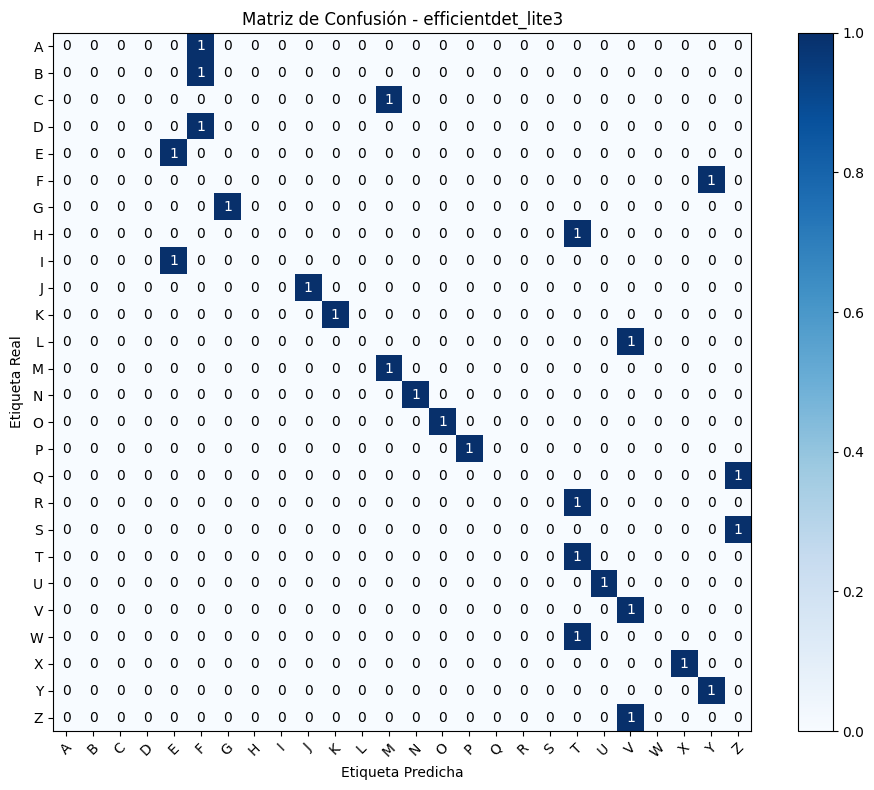 Matriz de Confusión - efficientdet_lite3
A 0 0 0 0 0 1 0 0 0 0 0 0 0 0 0 0 0 0 0 0 0 0 0 0 0 0
B 0 0 0 0 0 1 0 0 0 0 0 0 0 0 0 0 0 0 0 0 0 0 0 0 0 0
C 0 0 0 0 0 0 0 0 0 0 0 0 1 0 0 0 0 0 0 0 0 0 0 0 0 0
D 0 0 0 0 0 1 0 0 0 0 0 0 0 0 0 0 0 0 0 0 0 0 0 0 0 0
E 0 0 0 0 1 0 0 0 0 0 0 0 0 0 0 0 0 0 0 0 0 0 0 0 0 0
F 0 0 0 0 0 0 0 0 0 0 0 0 0 0 0 0 0 0 0 0 0 0 0 0 1 0
G 0 0 0 0 0 0 1 0 0 0 0 0 0 0 0 0 0 0 0 0 0 0 0 0 0 0
H 0 0 0 0 0 0 0 0 0 0 0 0 0 0 0 0 0 0 0 1 0 0 0 0 0 0
I 0 0 0 0 1 0 0 0 0 0 0 0 0 0 0 0 0 0 0 0 0 0 0 0 0 0
J 0 0 0 0 0 0 0 0 0 1 0 0 0 0 0 0 0 0 0 0 0 0 0 0 0 0
K 0 0 0 0 0 0 0 0 0 0 1 0 0 0 0 0 0 0 0 0 0 0 0 0 0 0
L 0 0 0 0 0 0 0 0 0 0 0 0 0 0 0 0 0 0 0 0 0 1 0 0 0 0
M 0 0 0 0 0 0 0 0 0 0 0 0 1 0 0 0 0 0 0 0 0 0 0 0 0 0
N 0 0 0 0 0 0 0 0 0 0 0 0 0 1 0 0 0 0 0 0 0 0 0 0 0 0
O 0 0 0 0 0 0 0 0 0 0 0 0 0 0 1 0 0 0 0 0 0 0 0 0 0 0
P 0 0 0 0 0 0 0 0 0 0 0 0 0 0 0 1 0 0 0 0 0 0 0 0 0 0
Q 0 0 0 0 0 0 0 0 0 0 0 0 0 0 0 0 0 0 0 0 0 0 0 0 0 1
R 0 0 0 0 0 0 0 0 0 0 0 0 0 0 0 0 0 0 0 1 0 0 0 0 0 0
S 0 0 0 0 0 0 0 0 0 0 0 0 0 0 0 0 0 0 0 0 0 0 0 0 0 1
T 0 0 0 0 0 0 0 0 0 0 0 0 0 0 0 0 0 0 0 1 0 0 0 0 0 0
U 0 0 0 0 0 0 0 0 0 0 0 0 0 0 0 0 0 0 0 0 1 0 0 0 0 0
V 0 0 0 0 0 0 0 0 0 0 0 0 0 0 0 0 0 0 0 0 0 1 0 0 0 0
W 0 0 0 0 0 0 0 0 0 0 0 0 0 0 0 0 0 0 0 1 0 0 0 0 0 0
X 0 0 0 0 0 0 0 0 0 0 0 0 0 0 0 0 0 0 0 0 0 0 0 1 0 0
Y 0 0 0 0 0 0 0 0 0 0 0 0 0 0 0 0 0 0 0 0 0 0 0 0 1 0
Z 0 0 0 0 0 0 0 0 0 0 0 0 0 0 0 0 0 0 0 0 0 1 0 0 0 0
A B C D E F G H I J K L M N O P Q R S T U V W X Y Z
Etiqueta Predicha
Etiqueta Real
1.0
0.8
0.6
0.4
0.2
0.0